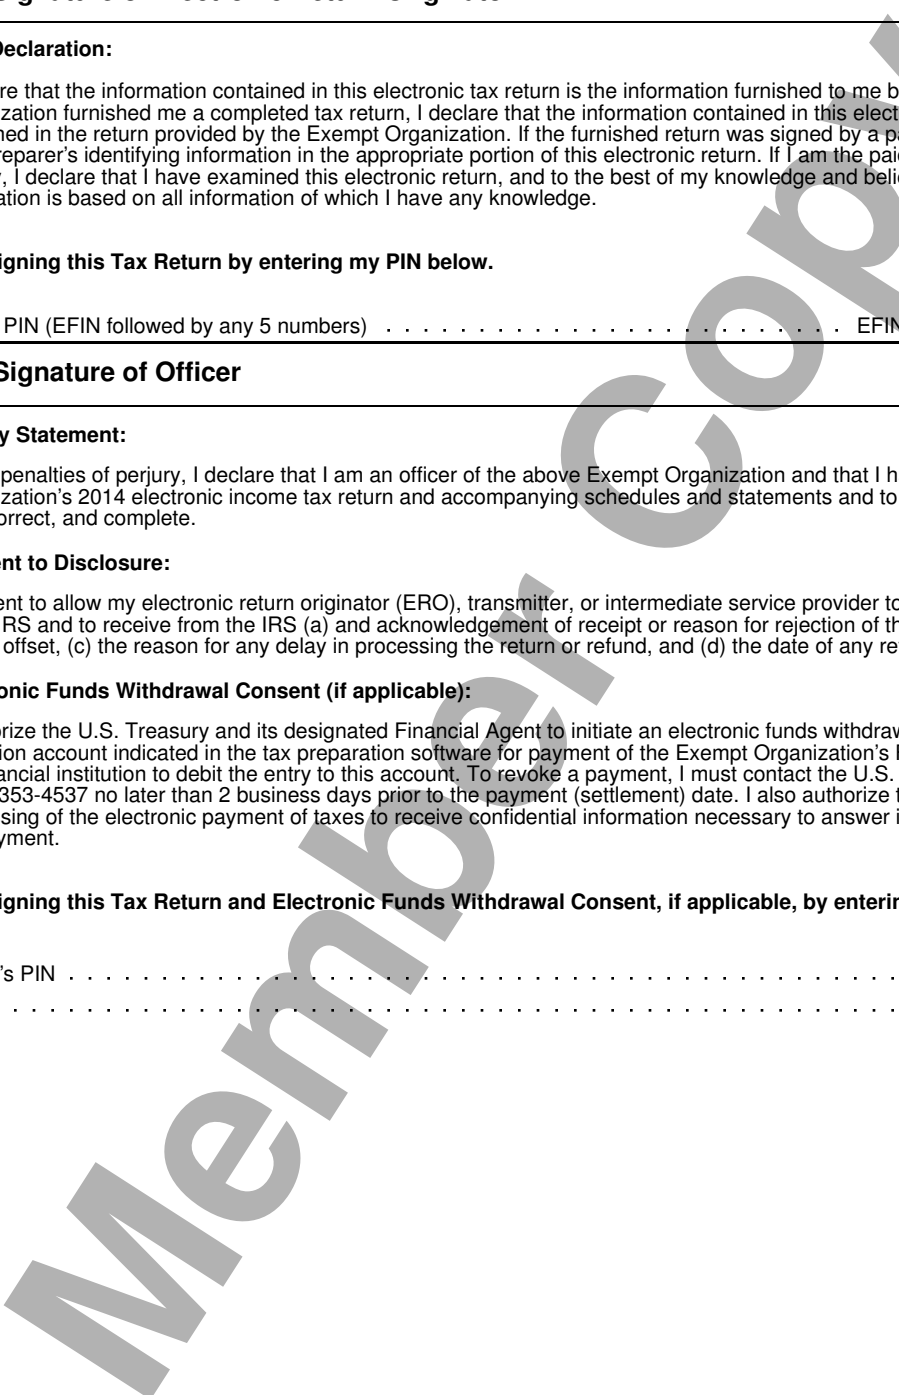 Declaration:
re that the information contained in this electronic tax return is the information furnished to me b
ization furnished me a completed tax return, I declare that the information contained in this elect
ned in the return provided by the Exempt Organization. If the furnished return was signed by a pa
reparer's identifying information in the appropriate portion of this electronic return. If I am the paid
, I declare that I have examined this electronic return, and to the best of my knowledge and belie
ation is based on all information of which I have any knowledge.
igning this Tax Return by entering my PIN below.
PIN (EFIN followed by any 5 numbers) . . . . . . . . . . . . . . . . . . . . . . . . . EFIN
Signature of Officer
y Statement:
penalties of perjury, I declare that I am an officer of the above Exempt Organization and that I h
ization's 2014 electronic income tax return and accompanying schedules and statements and to
orrect, and complete.
ent to Disclosure:
ent to allow my electronic return originator (ERO), transmitter, or intermediate service provider to
IRS and to receive from the IRS (a) and acknowledgement of receipt or reason for rejection of th
offset, (c) the reason for any delay in processing the return or refund, and (d) the date of any re
onic Funds Withdrawal Consent (if applicable):
orize the U.S. Treasury and its designated Financial Agent to initiate an electronic funds withdraw
ion account indicated in the tax preparation software for payment of the Exempt Organization's
nancial institution to debit the entry to this account. To revoke a payment, I must contact the U.S.
353-4537 no later than 2 business days prior to the payment (settlement) date. I also authorize t
sing of the electronic payment of taxes to receive confidential information necessary to answer i
yment.
igning this Tax Return and Electronic Funds Withdrawal Consent, if applicable, by enterin
's PIN . . . . . . . . . . . . . . . . . . . . . . . . . . . . . . . . . . . . . . . . . . . . .
. . . . . . . . . . . . . . . . . . . . . . . . . . . . . . . . . . . . . . . . . . . . . . . .
Member Copy